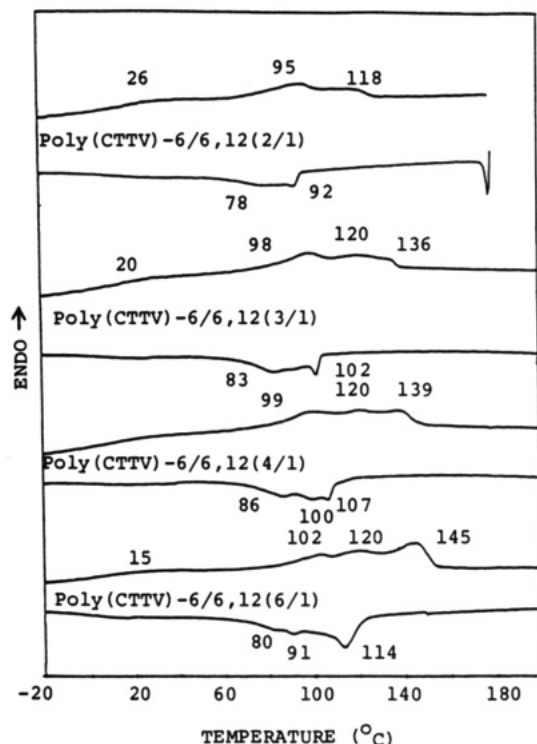 26 95 118
Poly(CTTV)-6/6,12(2/1)
78 92
20 98 120 136
Poly(CTTV)-6/6,12(3/1)
83 102
99 120 139
Poly(CTTV)-6/6,12(4/1)
86 100 107
15 102 120 145
Poly(CTTV)-6/6,12(6/1)
80 91 114
ENDO →
-20 20 60 100 140 180
TEMPERATURE (°C)